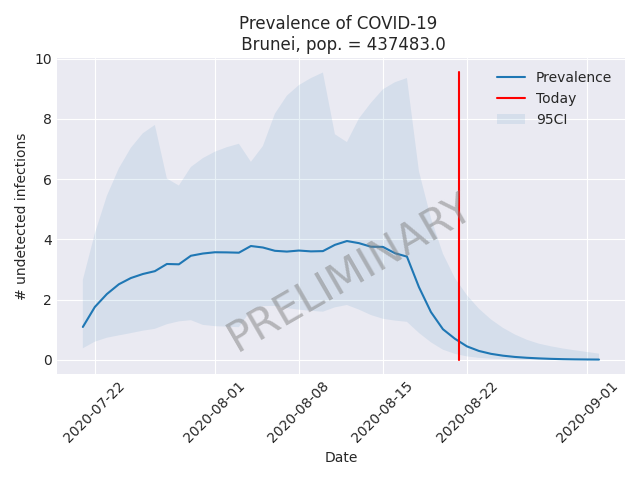 Prevalence of COVID-19
Brunei, pop. = 437483.0
10
8
6
4
2
0
# undetected infections
Prevalence
Today
95CI
PRELIMINARY
2020-07-22
2020-08-01
2020-08-08
2020-08-15
2020-08-22
2020-09-01
Date